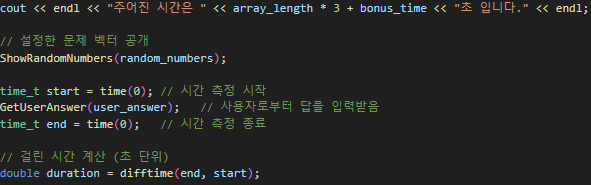 cout << endl << "주어진 시간은 " << array_length * 3 + bonus_time << "초 입니다." << endl;
// 설정한 문제 벡터 공개
ShowRandomNumbers(random_numbers);
time_t start = time(0); // 시간 측정 시작
GetUserAnswer(user_answer);   // 사용자로부터 답을 입력받음
time_t end = time(0);   // 시간 측정 종료
// 걸린 시간 계산 (초 단위)
double duration = difftime(end, start);